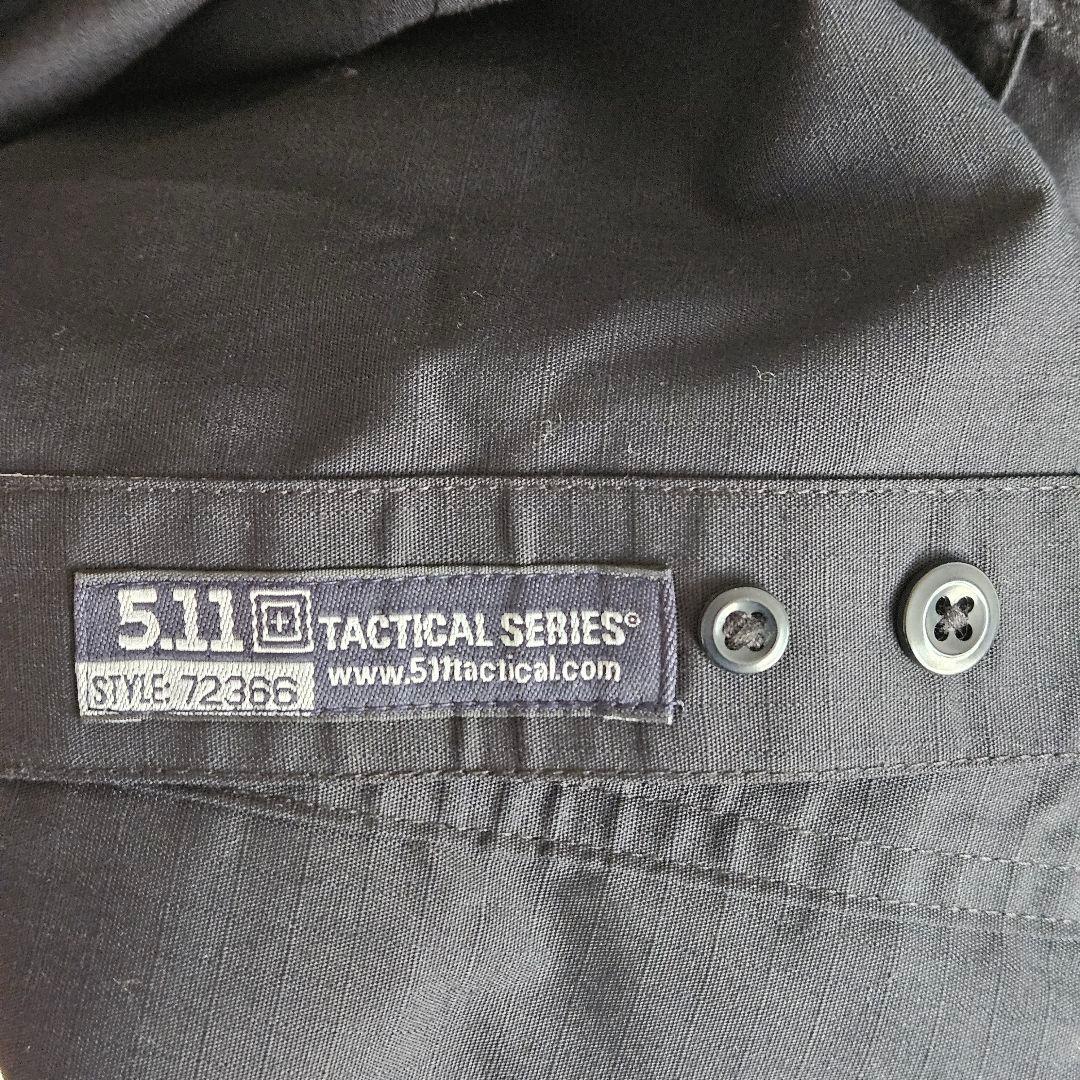 5.11 TACTICAL SERIES®
www.511tactical.com
STYLE: 72366